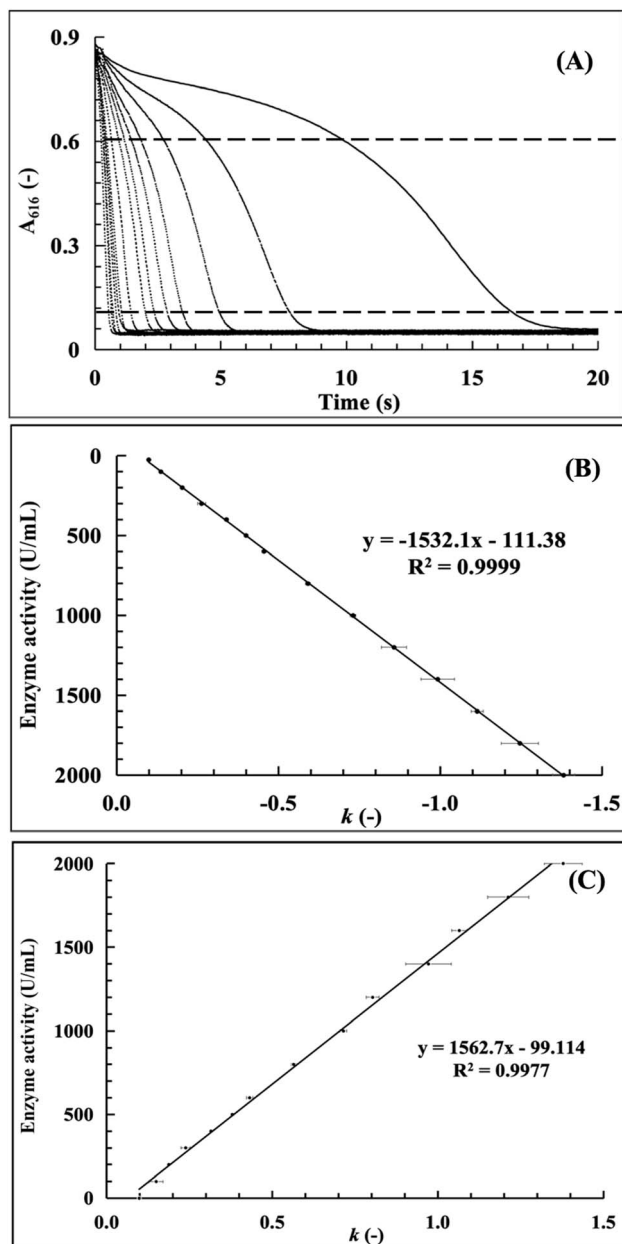 (A)
0.9
0.6
0.3
0
A616 (-)
0 5 10 15 20
Time (s)
(B)
0
500
1000
1500
2000
Enzyme activity (U/mL)
y = -1532.1x - 111.38
R² = 0.9999
0.0 -0.5 -1.0 -1.5
k (-)
(C)
2000
1500
1000
500
0
Enzyme activity (U/mL)
y = 1562.7x - 99.114
R² = 0.9977
0.0 0.5 1.0 1.5
k (-)